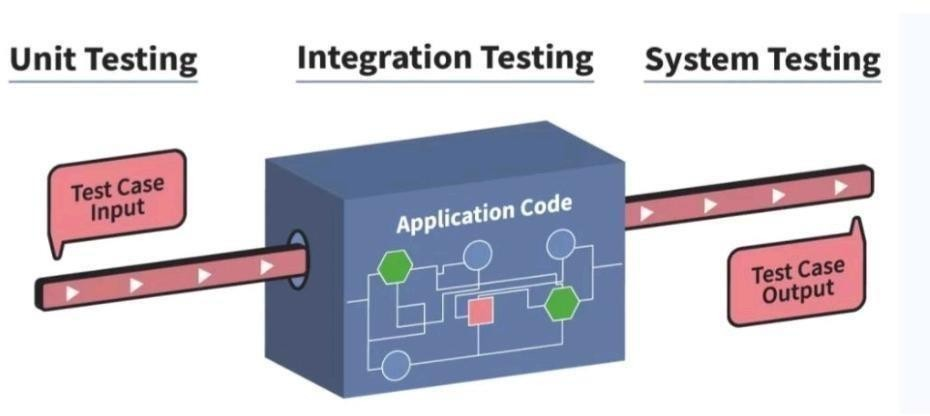 Unit Testing
Integration Testing
System Testing
Test Case
Input
Application Code
Test Case
Output